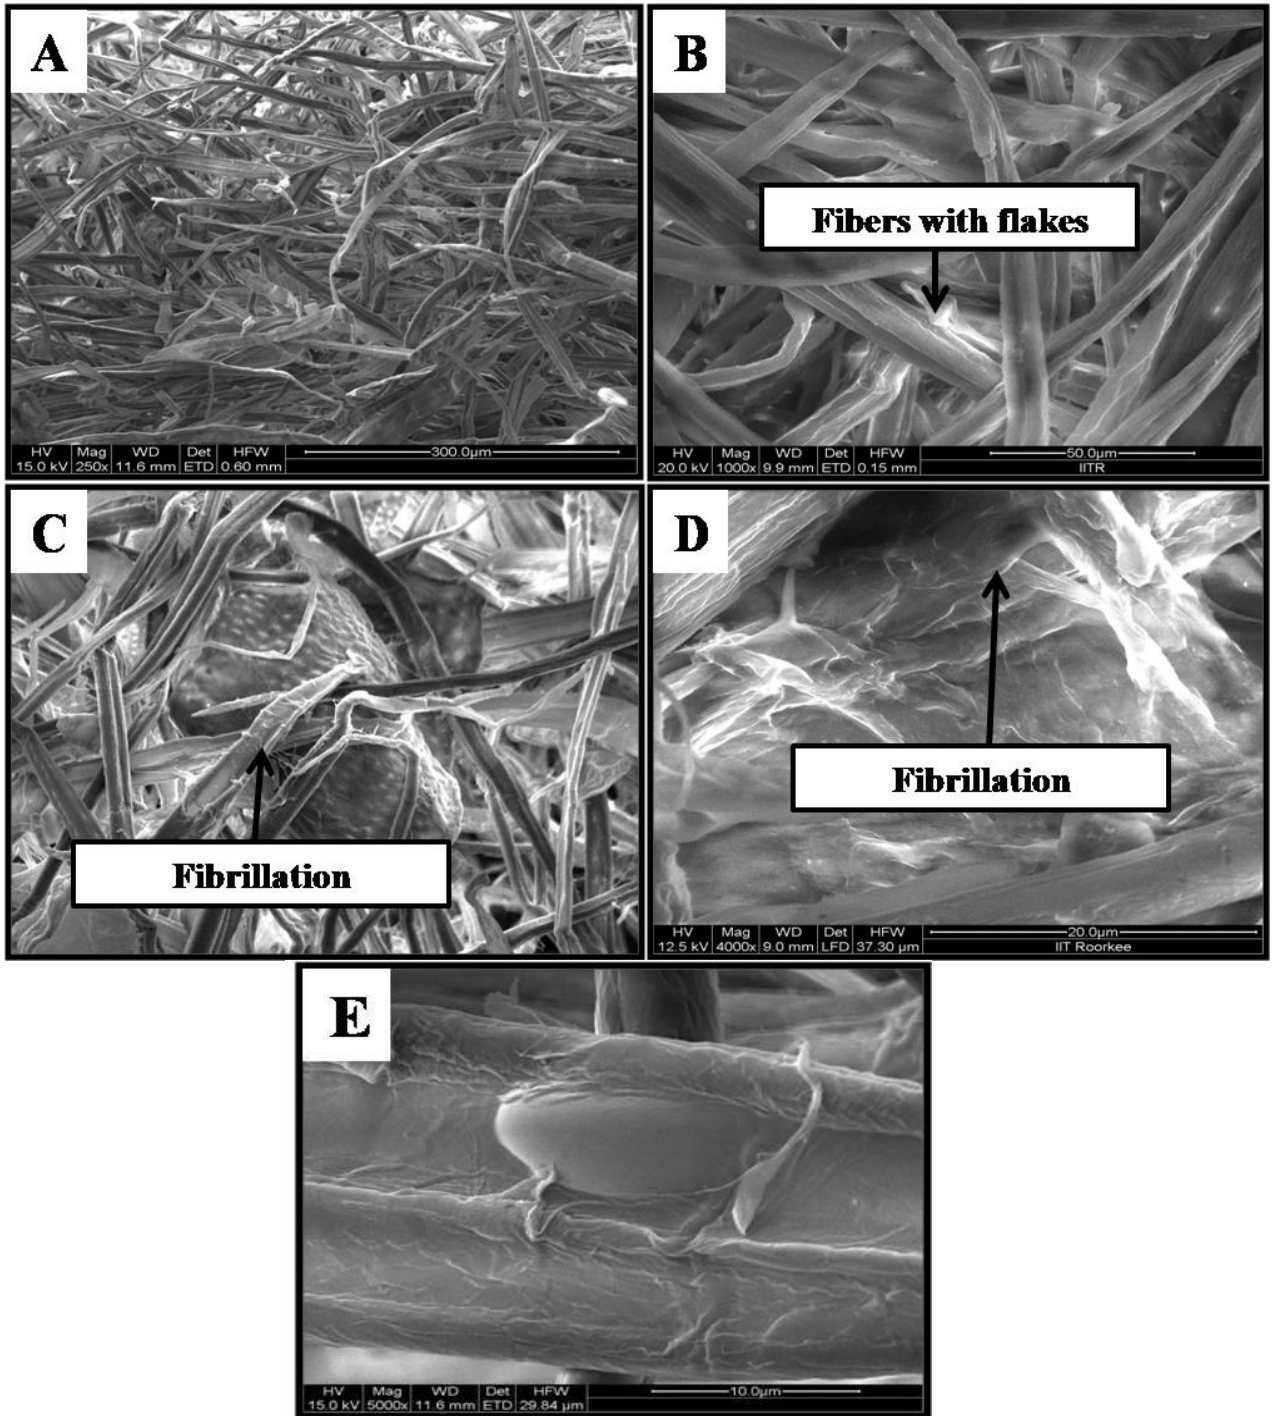 A
HV Mag WD Det HFW 300.0µm
15.0 kV 250x 11.6 mm ETD 0.60 mm
B
Fibers with flakes
HV Mag WD Det HFW 50.0µm
20.0 kV 1000x 9.9 mm ETD 0.15 mm IITR
C
Fibrillation
D
Fibrillation
HV Mag WD Det HFW 20.0µm
12.5 kV 4000x 9.0 mm LFD 37.30 µm IIT Roorkee
E
HV Mag WD Det HFW 10.0µm
15.0 kV 5000x 11.6 mm ETD 29.84 µm